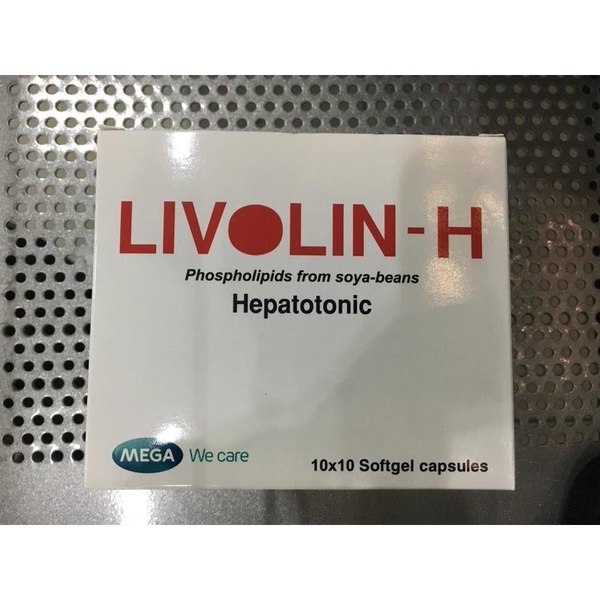 LIVOLIN-H
Phospholipids from soya-beans
Hepatotonic
MEGA We care
10x10 Softgel capsules